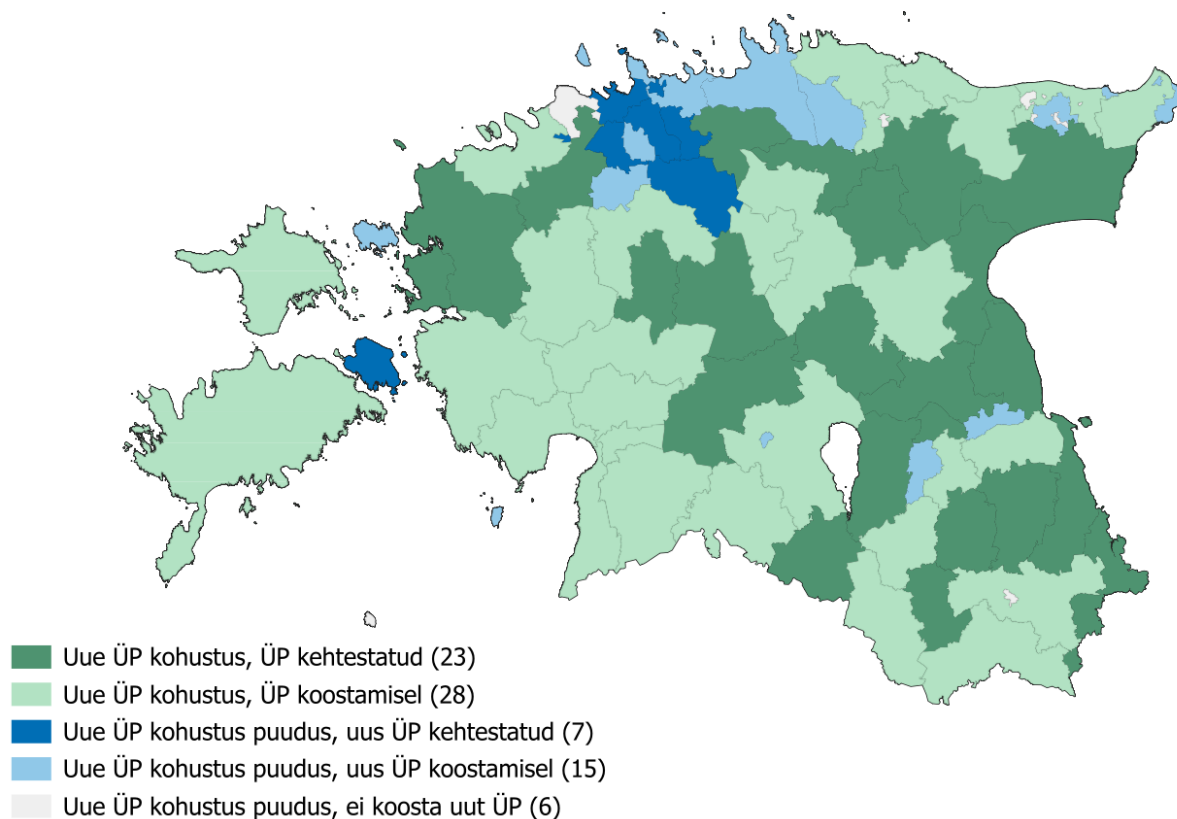 Uue ÜP kohustus, ÜP kehtestatud (23)
Uue ÜP kohustus, ÜP koostamisel (28)
Uue ÜP kohustus puudus, uus ÜP kehtestatud (7)
Uue ÜP kohustus puudus, uus ÜP koostamisel (15)
Uue ÜP kohustus puudus, ei koosta uut ÜP (6)